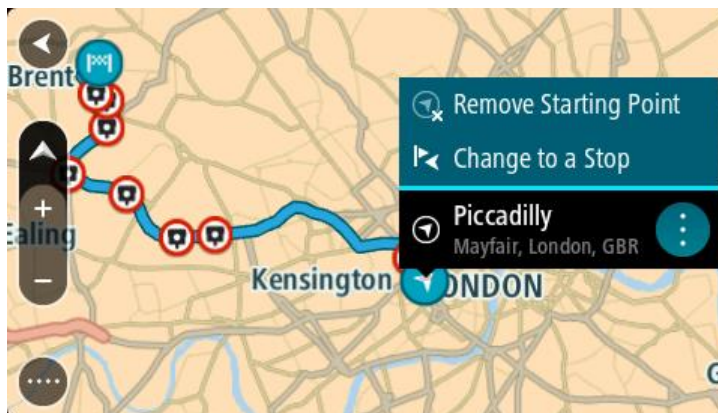 Brent
Remove Starting Point
Change to a Stop
Piccadilly
Mayfair, London, GBR
Ealing
Kensington
ONDON
G